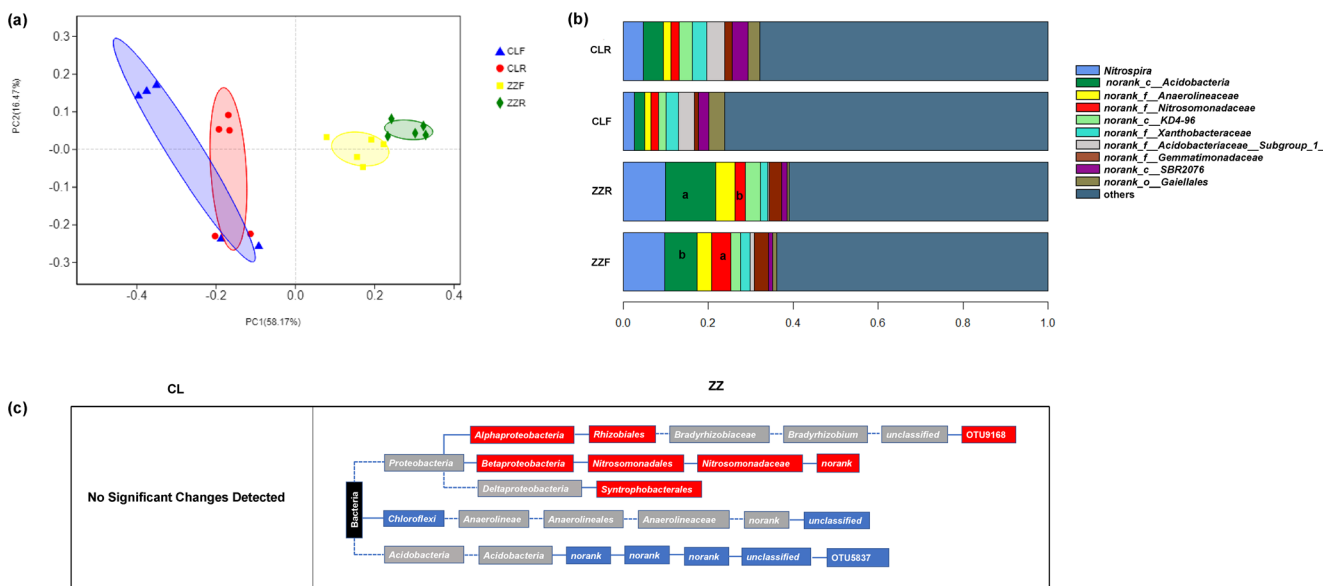 (a)
0.3
0.2
0.1
-0.0
-0.1
-0.2
-0.3
PC2(16.47%)
-0.4
-0.2
0.0
0.2
0.4
PC1(58.17%)
CLF
CLR
ZZF
ZZR
(b)
CLR
CLF
ZZR
a
b
ZZF
b
a
0.0
0.2
0.4
0.6
0.8
1.0
Nitrospira
norank_c__Acidobacteria
norank_f__Anaerolineaceae
norank_f__Nitrosomonadaceae
norank_c__KD4-96
norank_f__Xanthobacteraceae
norank_f__Acidobacteriaceae__Subgroup_1_
norank_f__Gemmatimonadaceae
norank_c__SBR2076
norank_o__Gaiellales
others
(c)
CL
ZZ
No Significant Changes Detected
Bacteria
Alphaproteobacteria
Rhizobiales
Bradyrhizobiaceae
Bradyrhizobium
unclassified
OTU9168
Proteobacteria
Betaproteobacteria
Nitrosomonadales
Nitrosomonadaceae
norank
Deltaproteobacteria
Syntrophobacterales
Chloroflexi
Anaerolineae
Anaerolineales
Anaerolineaceae
norank
unclassified
Acidobacteria
Acidobacteria
norank
norank
norank
unclassified
OTU5837